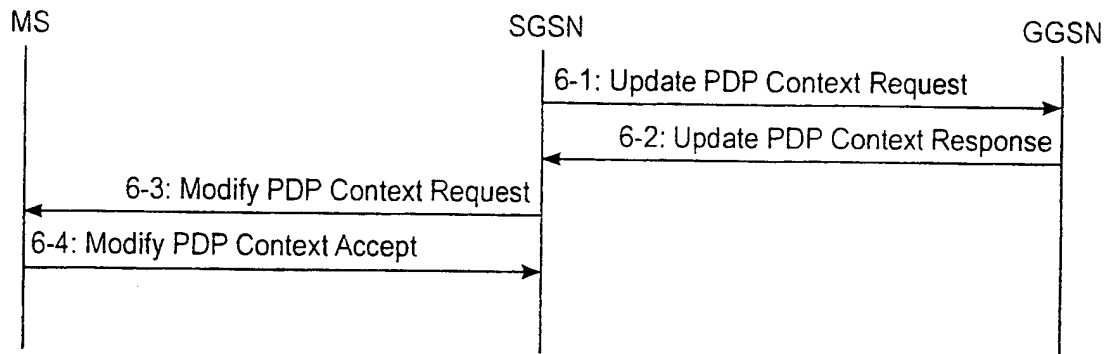 MS
SGSN
GGSN
6-1: Update PDP Context Request
6-2: Update PDP Context Response
6-3: Modify PDP Context Request
6-4: Modify PDP Context Accept